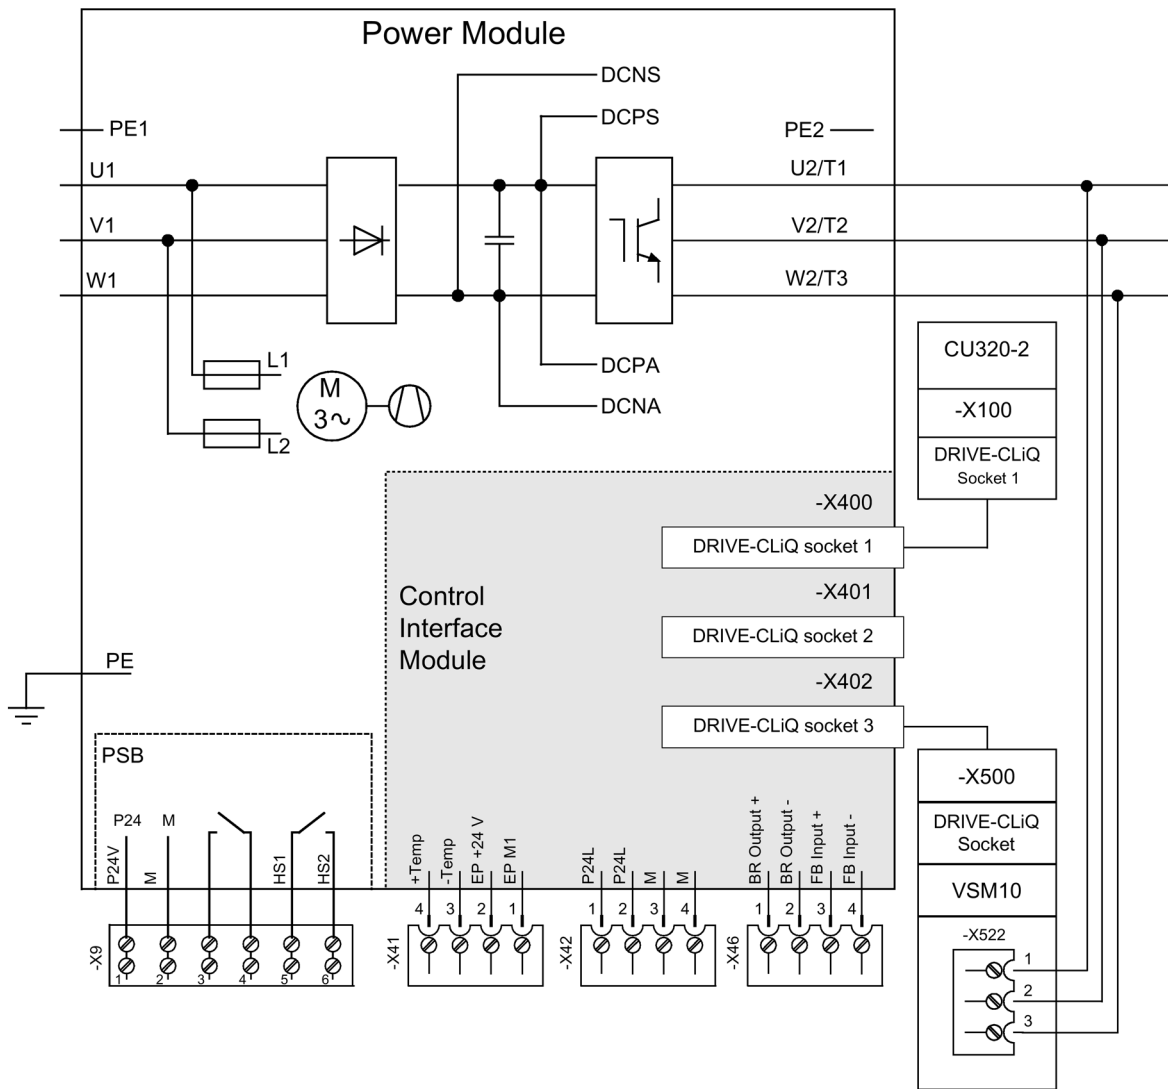 Power Module
DCNS
DCPS
PE1
PE2
U1
U2/T1
V1
V2/T2
W1
W2/T3
CU320-2
-X100
DRIVE-CLiQ
Socket 1
L1
L2
M
3~
DCPA
DCNA
-X400
DRIVE-CLiQ socket 1
Control
Interface
Module
-X401
DRIVE-CLiQ socket 2
-X402
DRIVE-CLiQ socket 3
PE
PSB
P24
M
P24V
M
HS1
HS2
-X9
1
2
3
4
5
6
+Temp
-Temp
EP +24 V
EP M1
4
3
2
1
-X41
P24L
P24L
M
M
1
2
3
4
-X42
BR Output +
BR Output -
FB Input +
FB Input -
1
2
3
4
-X46
-X500
DRIVE-CLiQ
Socket
VSM10
-X522
1
2
3